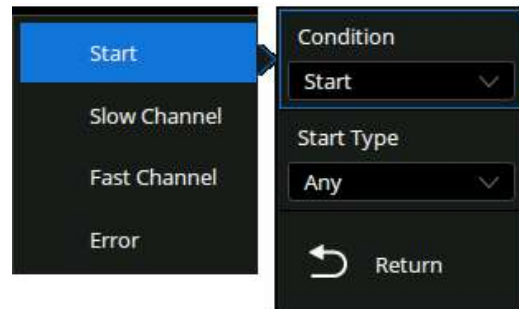 Start
Slow Channel
Fast Channel
Error
Condition
Start
Start Type
Any
Return